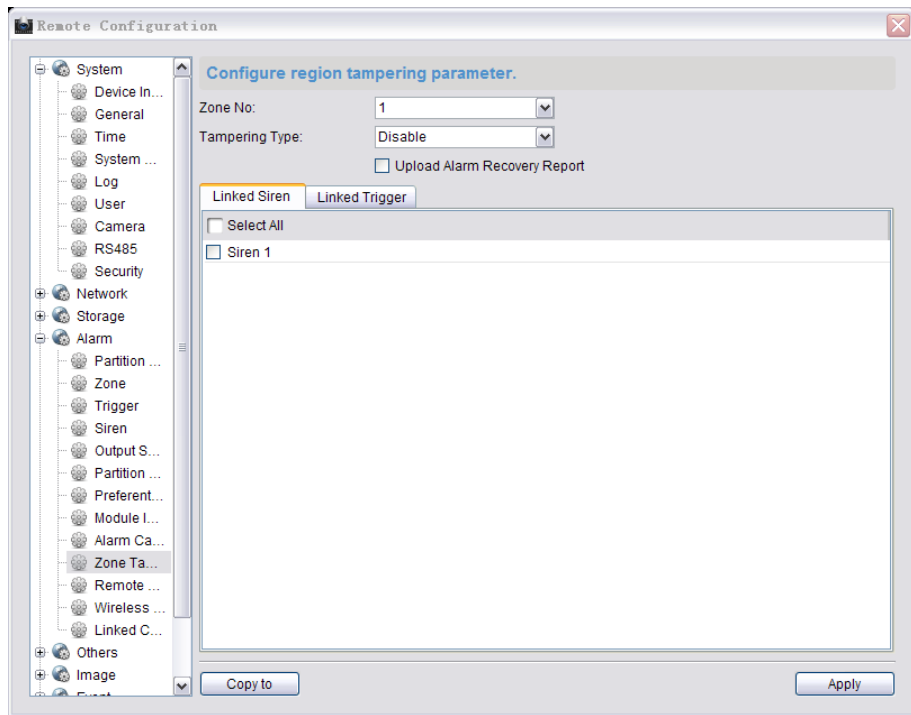 Remote Configuration
System
Device In...
General
Time
System ...
Log
User
Camera
RS485
Security
Network
Storage
Alarm
Partition ...
Zone
Trigger
Siren
Output S...
Partition ...
Preferent...
Module I...
Alarm Ca...
Zone Ta...
Remote ...
Wireless ...
Linked C...
Others
Image
Event
Configure region tampering parameter.
Zone No: 1
Tampering Type: Disable
Upload Alarm Recovery Report
Linked Siren Linked Trigger
Select All
Siren 1
Copy to Apply